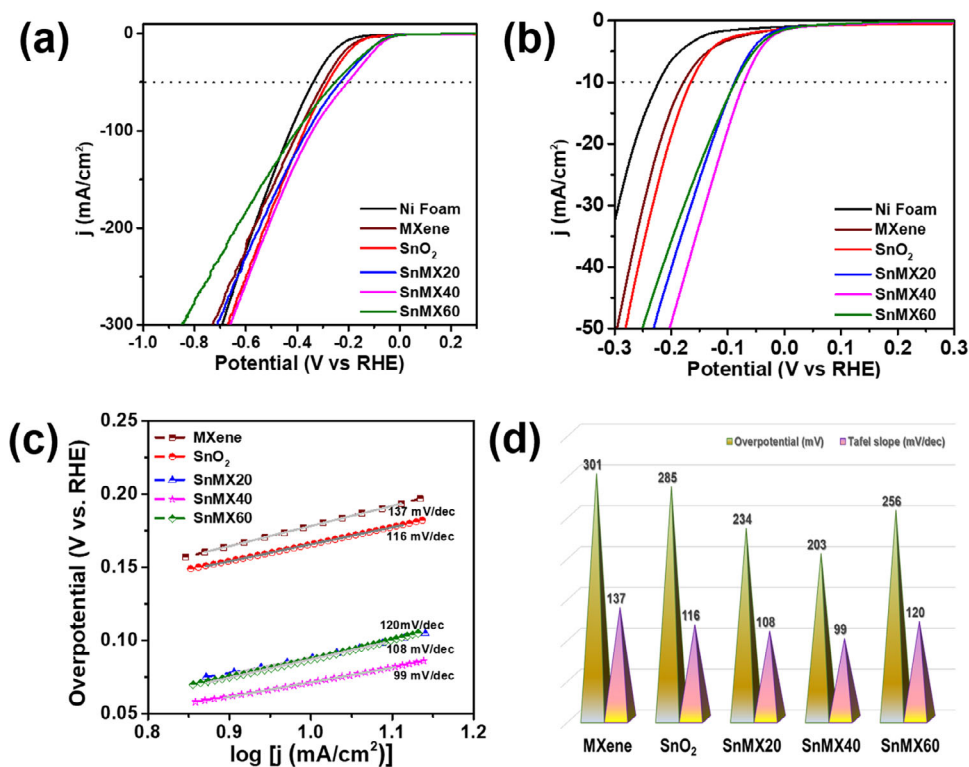 (a)
0
-100
-200
-300
-1.0
-0.8
-0.6
-0.4
-0.2
0.0
0.2
j (mA/cm²)
Potential (V vs RHE)
Ni Foam
MXene
SnO₂
SnMX20
SnMX40
SnMX60
(b)
0
-10
-20
-30
-40
-50
-0.3
-0.2
-0.1
0.0
0.1
0.2
0.3
j (mA/cm²)
Potential (V vs RHE)
Ni Foam
MXene
SnO₂
SnMX20
SnMX40
SnMX60
(c)
0.25
0.20
0.15
0.10
0.05
0.8
0.9
1.0
1.1
1.2
Overpotential (V vs. RHE)
log [j (mA/cm²)]
MXene
SnO₂
SnMX20
SnMX40
SnMX60
137 mV/dec
116 mV/dec
120mV/dec
108 mV/dec
99 mV/dec
(d)
Overpotential (mV)
Tafel slope (mV/dec)
301
137
285
116
234
108
203
99
256
120
MXene
SnO₂
SnMX20
SnMX40
SnMX60